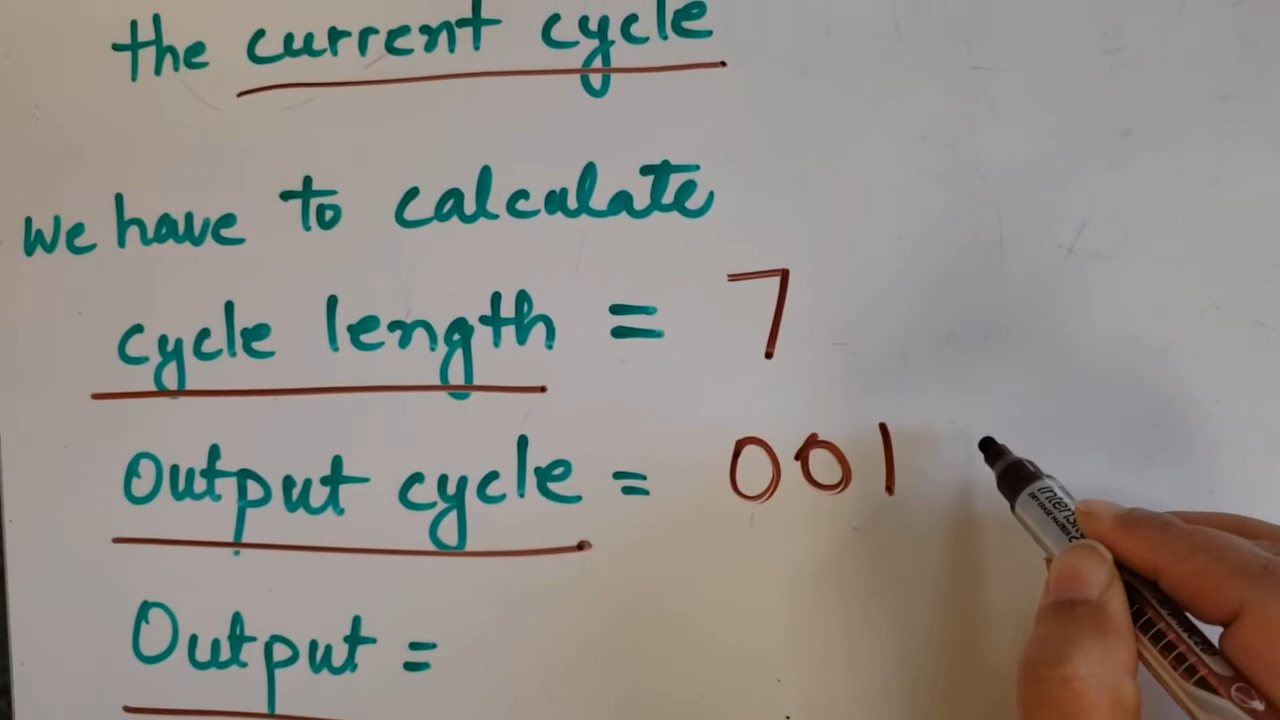 the current cycle
we have to calculate
cycle length = 7
Output cycle = 001
Output =